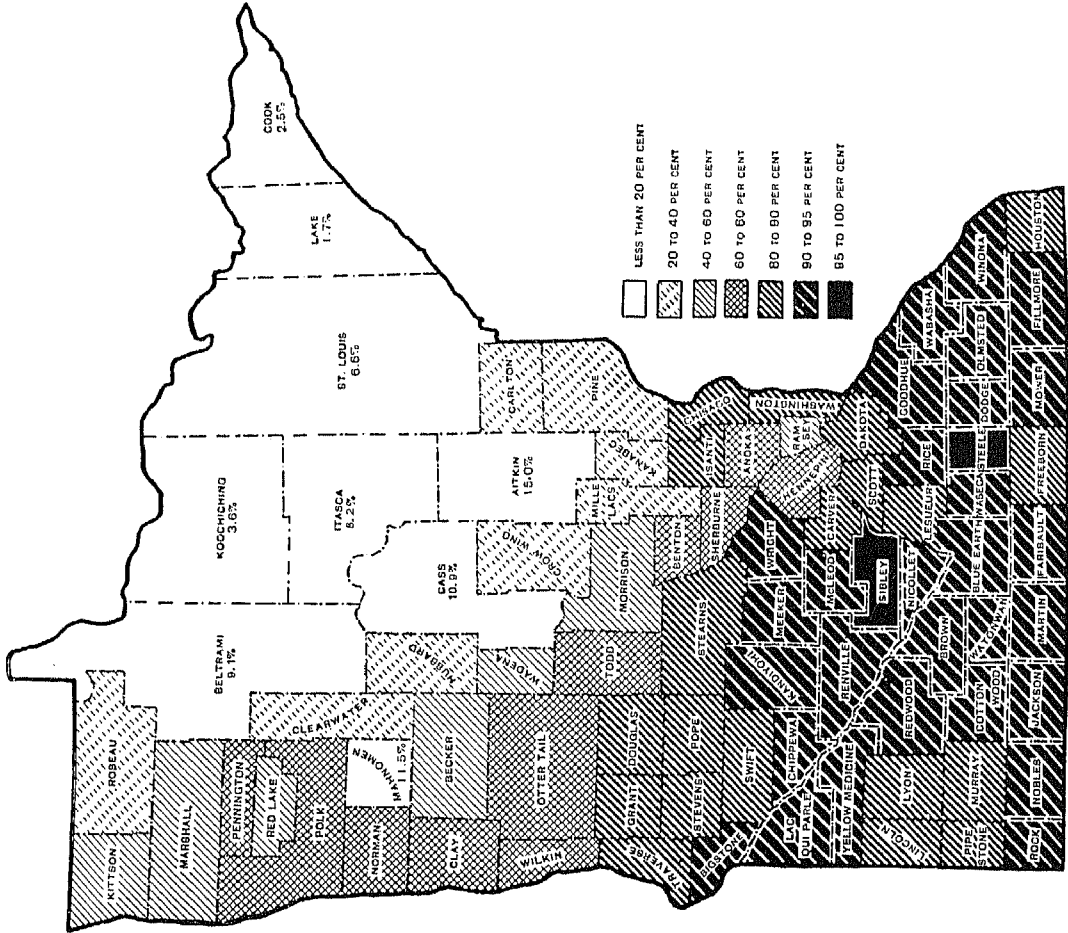 COOK
2.5%
LAKE
1.7%
ST. LOUIS
6.6%
KOOCHICHING
3.6%
ITASCA
8.2%
BELTRAMI
9.1%
CASS
10.9%
AITKIN
15.0%
CARLTON
PINE
KANABEC
MILLE
LACS
CROW WING
HUBBARD
WADENA
CLEARWATER
MAHNOMEN
11.5%
ROSEAU
KITTSON
MARSHALL
PENNINGTON
RED LAKE
POLK
NORMAN
BECKER
CLAY
OTTER TAIL
WILKIN
TODD
MORRISON
BENTON
SHERBURNE
ISANTI
CHISAGO
ANOKA
WASHINGTON
RAM
SEY
HENNEPIN
DAKOTA
STEARNS
DOUGLAS
GRANT
TRAVERSE
STEVENS
POPE
BIG STONE
SWIFT
KANDIYOHI
MEEKER
WRIGHT
McLEOD
CARVER
SCOTT
CHIPPEWA
LAC
QUI PARLE
YELLOW MEDICINE
RENVILLE
SIBLEY
NICOLLET
LESUEUR
RICE
GOODHUE
WABASHA
WINONA
OLMSTED
DODGE
STEELE
WASECA
BLUE EARTH
BROWN
REDWOOD
LYON
LINCOLN
PIPE-
STONE
MURRAY
COTTON
WOOD
WATONWAN
ROCK
NOBLES
JACKSON
MARTIN
FARIBAULT
FREEBORN
MOWER
FILLMORE
HOUSTON
LESS THAN 20 PER CENT
20 TO 40 PER CENT
40 TO 60 PER CENT
60 TO 80 PER CENT
80 TO 90 PER CENT
90 TO 95 PER CENT
95 TO 100 PER CENT